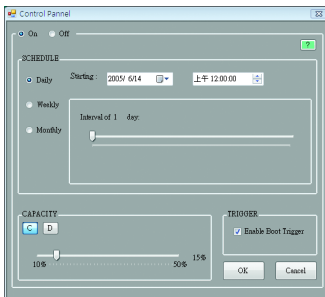 Control Pannel
On Off
?
SCHEDULE
Daily Starting : 2005/ 6/14 上午 12:00:00
Weekly
Monthly
Interval of 1 day:
CAPACITY
C D
10% 50% 15%
TRIGGER
Enable Boot Trigger
OK Cancel